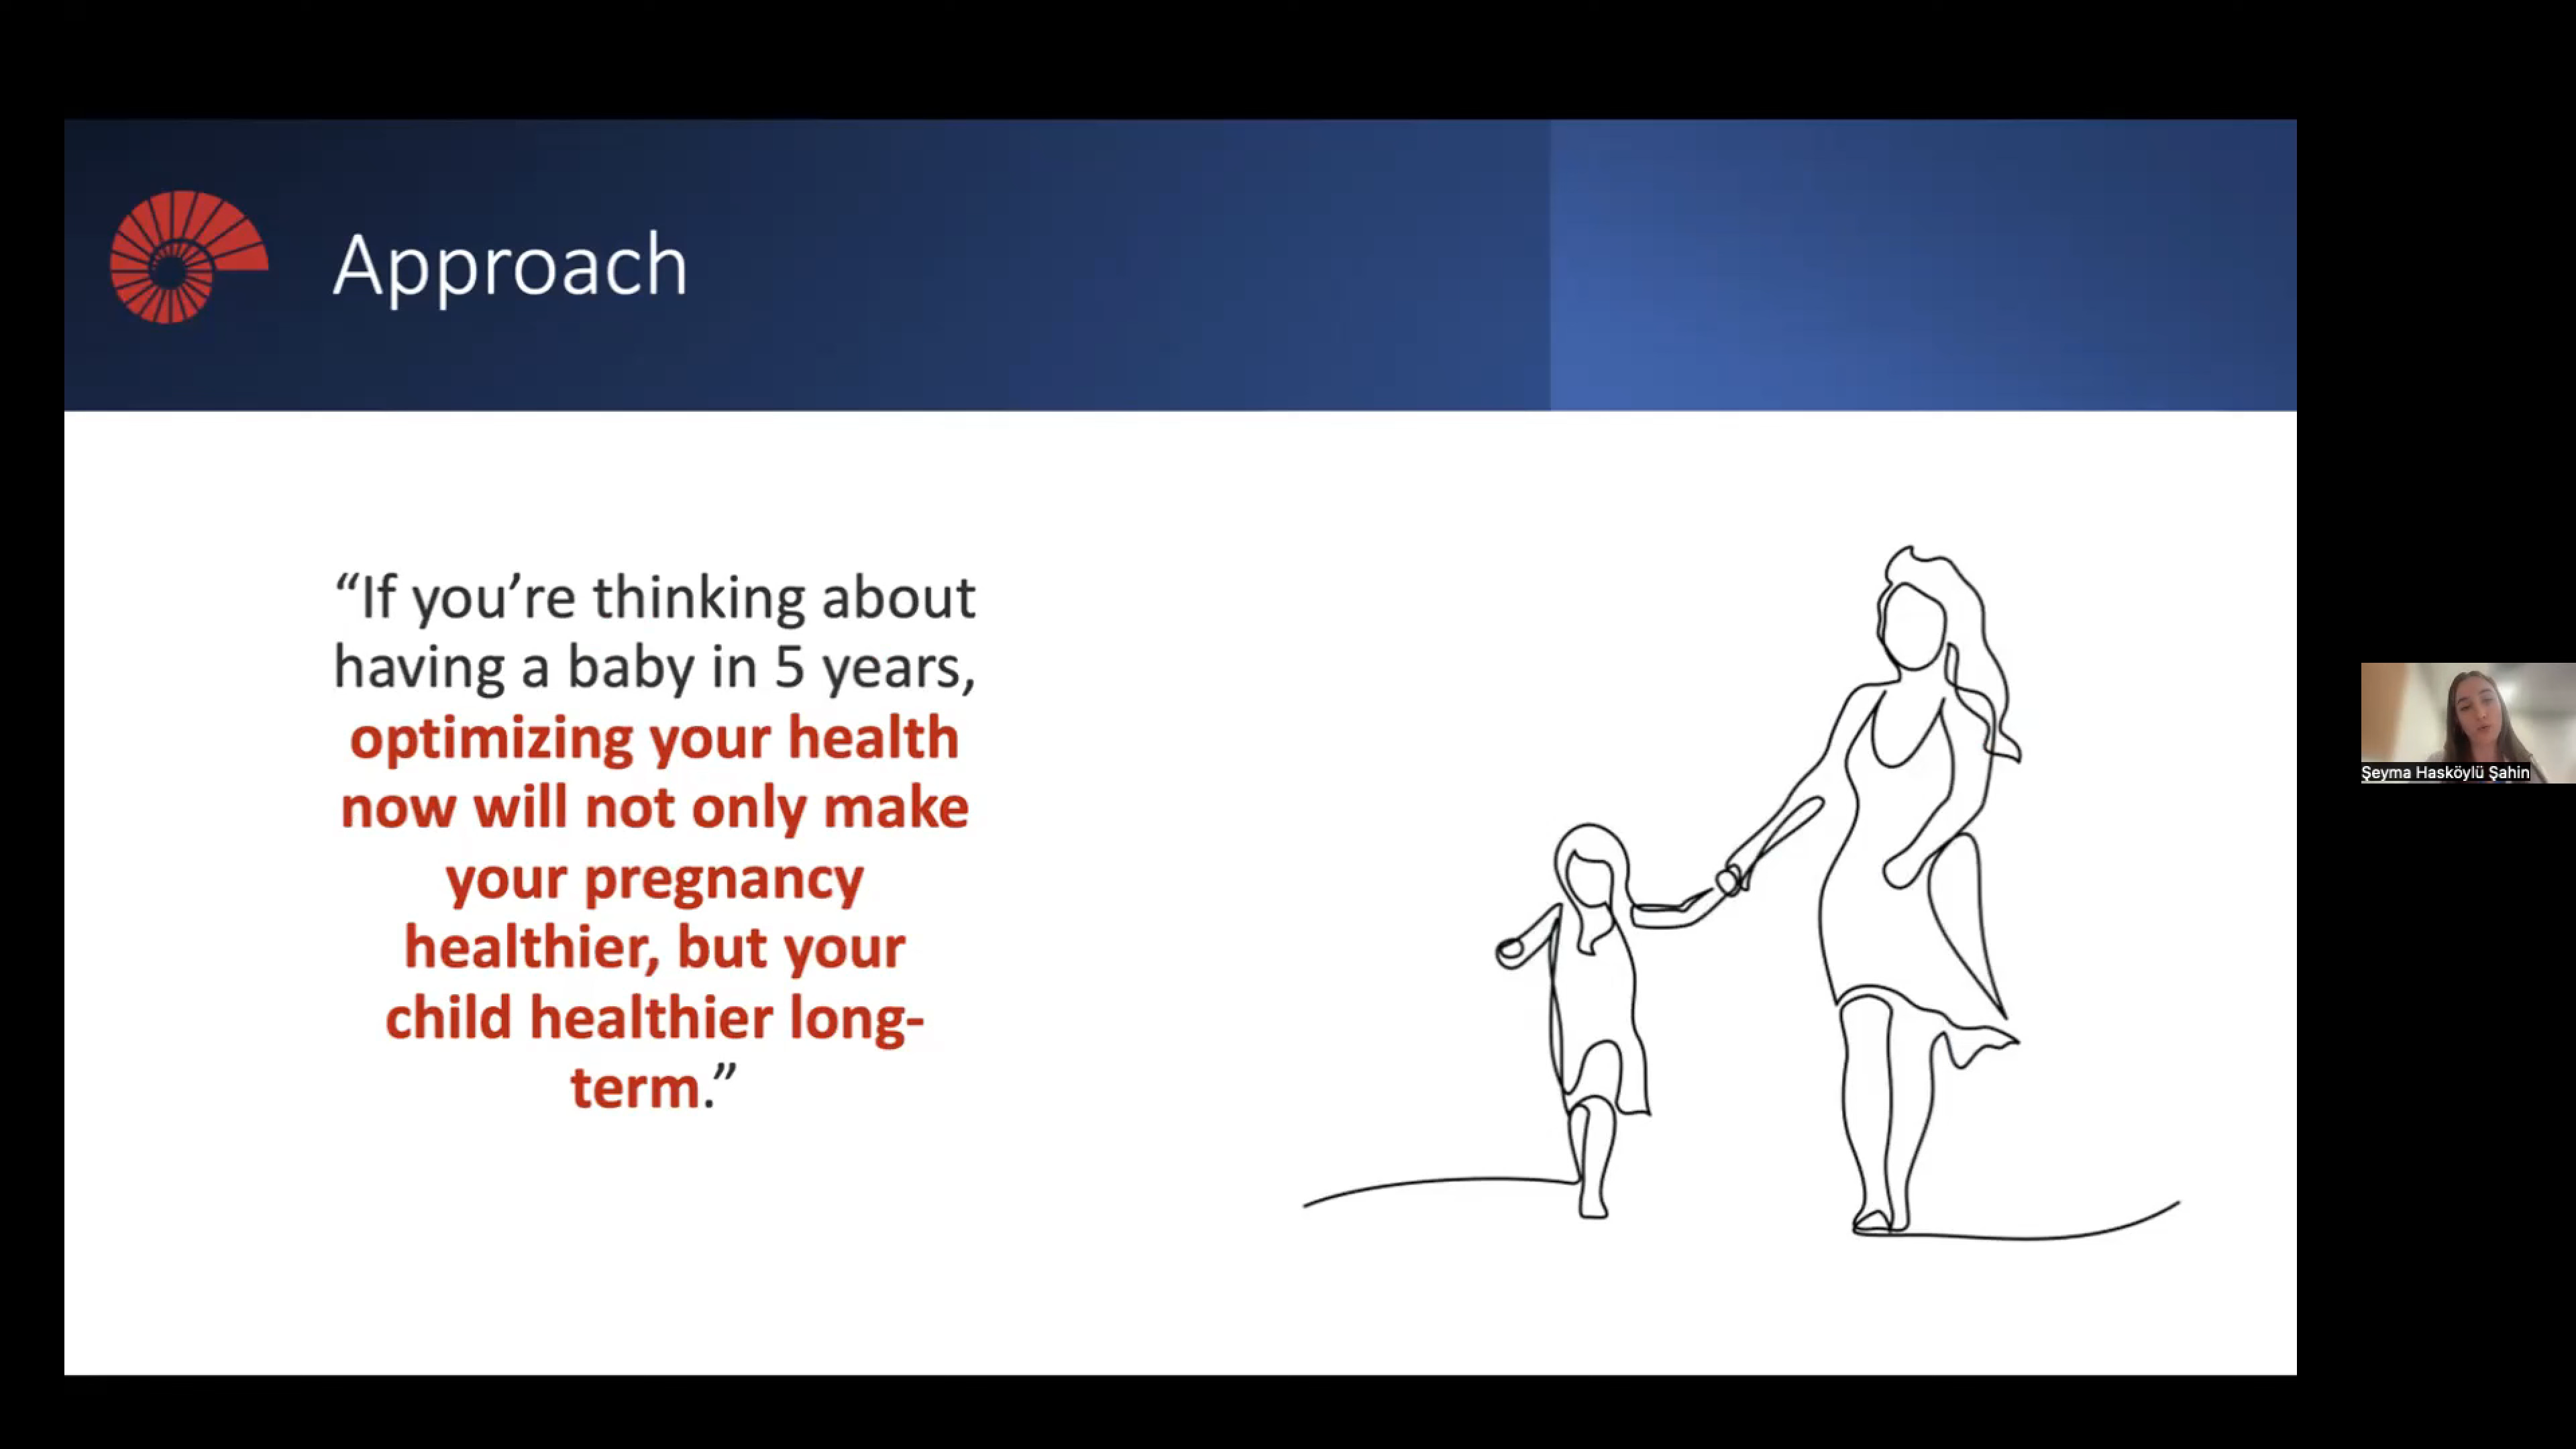 Approach
“If you’re thinking about
having a baby in 5 years,
optimizing your health
now will not only make
your pregnancy
healthier, but your
child healthier long-
term.”
Şeyma Hasköylü Şahin